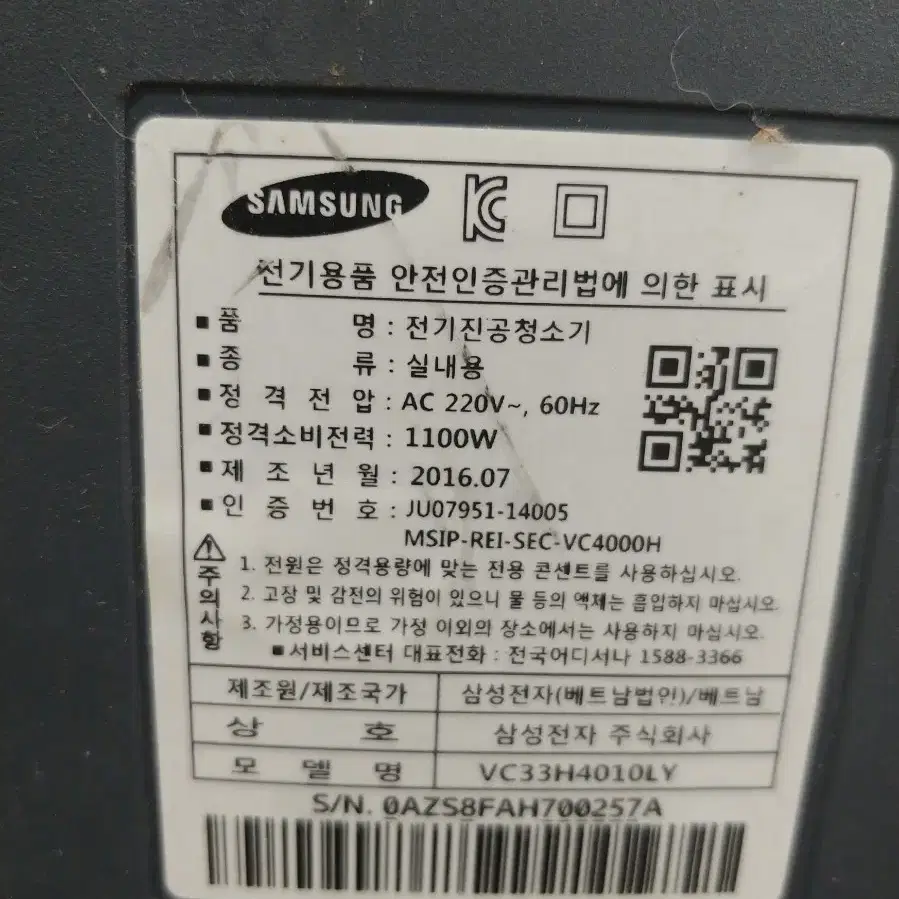 SAMSUNG
전기용품 안전인증관리법에 의한 표시
■ 품 명 : 전기진공청소기
■ 종 류 : 실내용
■ 정 격 전 압 : AC 220V~, 60Hz
■ 정격소비전력 : 1100W
■ 제 조 년 월 : 2016.07
■ 인 증 번 호 : JU07951-14005
MSIP-REI-SEC-VC4000H
주의사항
1. 전원은 정격용량에 맞는 전용 콘센트를 사용하십시오.
2. 고장 및 감전의 위험이 있으니 물 등의 액체는 흡입하지 마십시오.
3. 가정용이므로 가정 이외의 장소에서는 사용하지 마십시오.
■ 서비스센터 대표전화 : 전국어디서나 1588-3366
제조원/제조국가 삼성전자(베트남법인)/베트남
상 호 삼성전자 주식회사
모 델 명 VC33H4010LY
S/N. 0AZS8FAH700257A